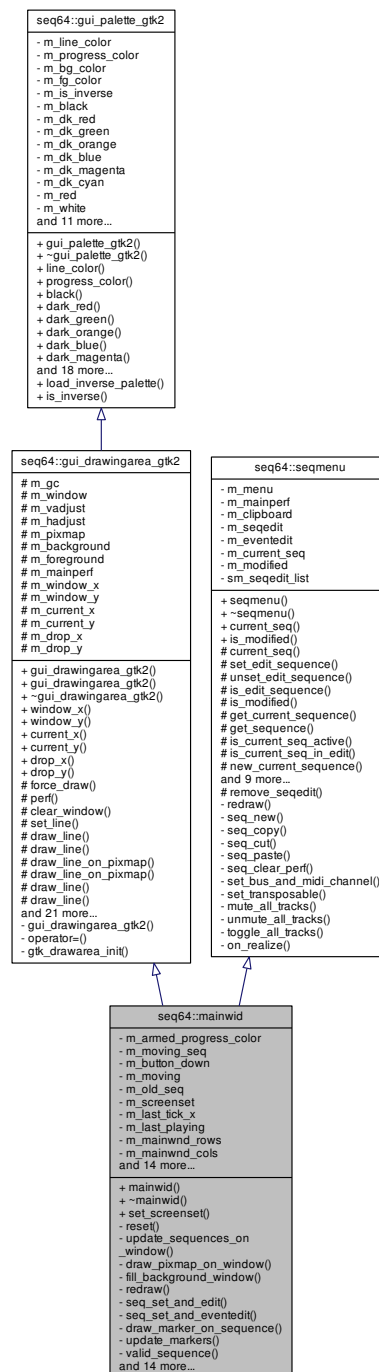 seq64::gui_palette_gtk2
- m_line_color
- m_progress_color
- m_bg_color
- m_fg_color
- m_is_inverse
- m_black
- m_dk_red
- m_dk_green
- m_dk_orange
- m_dk_blue
- m_dk_magenta
- m_dk_cyan
- m_red
- m_white
and 11 more...
+ gui_palette_gtk2()
+ ~gui_palette_gtk2()
+ line_color()
+ progress_color()
+ black()
+ dark_red()
+ dark_green()
+ dark_orange()
+ dark_blue()
+ dark_magenta()
and 18 more...
+ load_inverse_palette()
+ is_inverse()
seq64::gui_drawingarea_gtk2
# m_gc
# m_window
# m_vadjust
# m_hadjust
# m_pixmap
# m_background
# m_foreground
# m_mainperf
# m_window_x
# m_window_y
# m_current_x
# m_current_y
# m_drop_x
# m_drop_y
+ gui_drawingarea_gtk2()
+ gui_drawingarea_gtk2()
+ ~gui_drawingarea_gtk2()
+ window_x()
+ window_y()
+ current_x()
+ current_y()
+ drop_x()
+ drop_y()
# force_draw()
# perf()
# clear_window()
# set_line()
# draw_line()
# draw_line()
# draw_line_on_pixmap()
# draw_line_on_pixmap()
# draw_line()
# draw_line()
and 21 more...
- gui_drawingarea_gtk2()
- operator=()
- gtk_drawarea_init()
seq64::seqmenu
- m_menu
- m_mainperf
- m_clipboard
- m_seqedit
- m_eventedit
- m_current_seq
- m_modified
- sm_seqedit_list
+ seqmenu()
+ ~seqmenu()
+ current_seq()
+ is_modified()
# current_seq()
# set_edit_sequence()
# unset_edit_sequence()
# is_edit_sequence()
# is_modified()
# get_current_sequence()
# get_sequence()
# is_current_seq_active()
# is_current_seq_in_edit()
# new_current_sequence()
and 9 more...
# remove_seqedit()
- redraw()
- seq_new()
- seq_copy()
- seq_cut()
- seq_paste()
- seq_clear_perf()
- set_bus_and_midi_channel()
- set_transposable()
- mute_all_tracks()
- unmute_all_tracks()
- toggle_all_tracks()
- on_realize()
seq64::mainwid
- m_armed_progress_color
- m_moving_seq
- m_button_down
- m_moving
- m_old_seq
- m_screenset
- m_last_tick_x
- m_last_playing
- m_mainwnd_rows
- m_mainwnd_cols
and 14 more...
+ mainwid()
+ ~mainwid()
+ set_screenset()
- reset()
- update_sequences_on
_window()
- draw_pixmap_on_window()
- fill_background_window()
- redraw()
- seq_set_and_edit()
- seq_set_and_eventedit()
- draw_marker_on_sequence()
- update_markers()
- valid_sequence()
and 14 more...